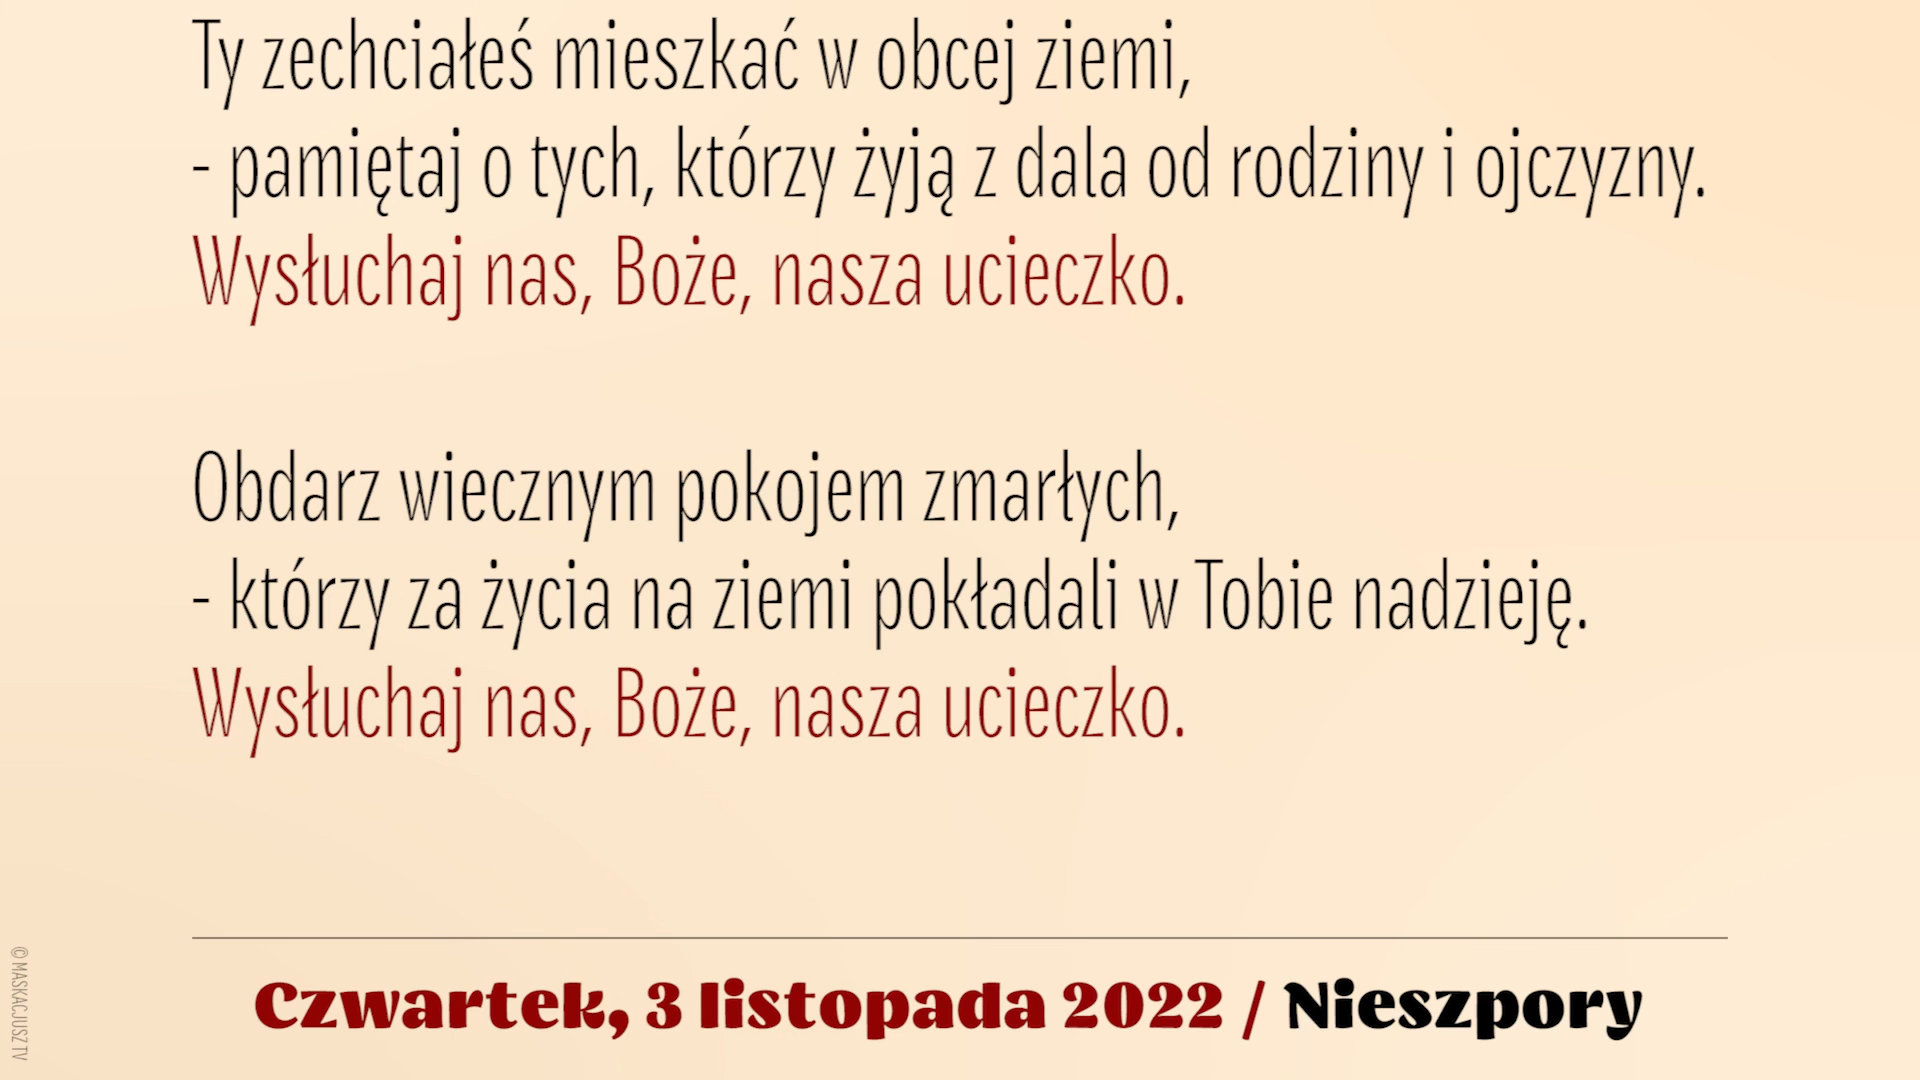 Ty zechciałeś mieszkać w obcej ziemi,
- pamiętaj o tych, którzy żyją z dala od rodziny i ojczyzny.
Wysłuchaj nas, Boże, nasza ucieczko.
Obdarz wiecznym pokojem zmarłych,
- którzy za życia na ziemi pokładali w Tobie nadzieję.
Wysłuchaj nas, Boże, nasza ucieczko.
Czwartek, 3 listopada 2022 / Nieszpory
© MASKACJUSZ TV